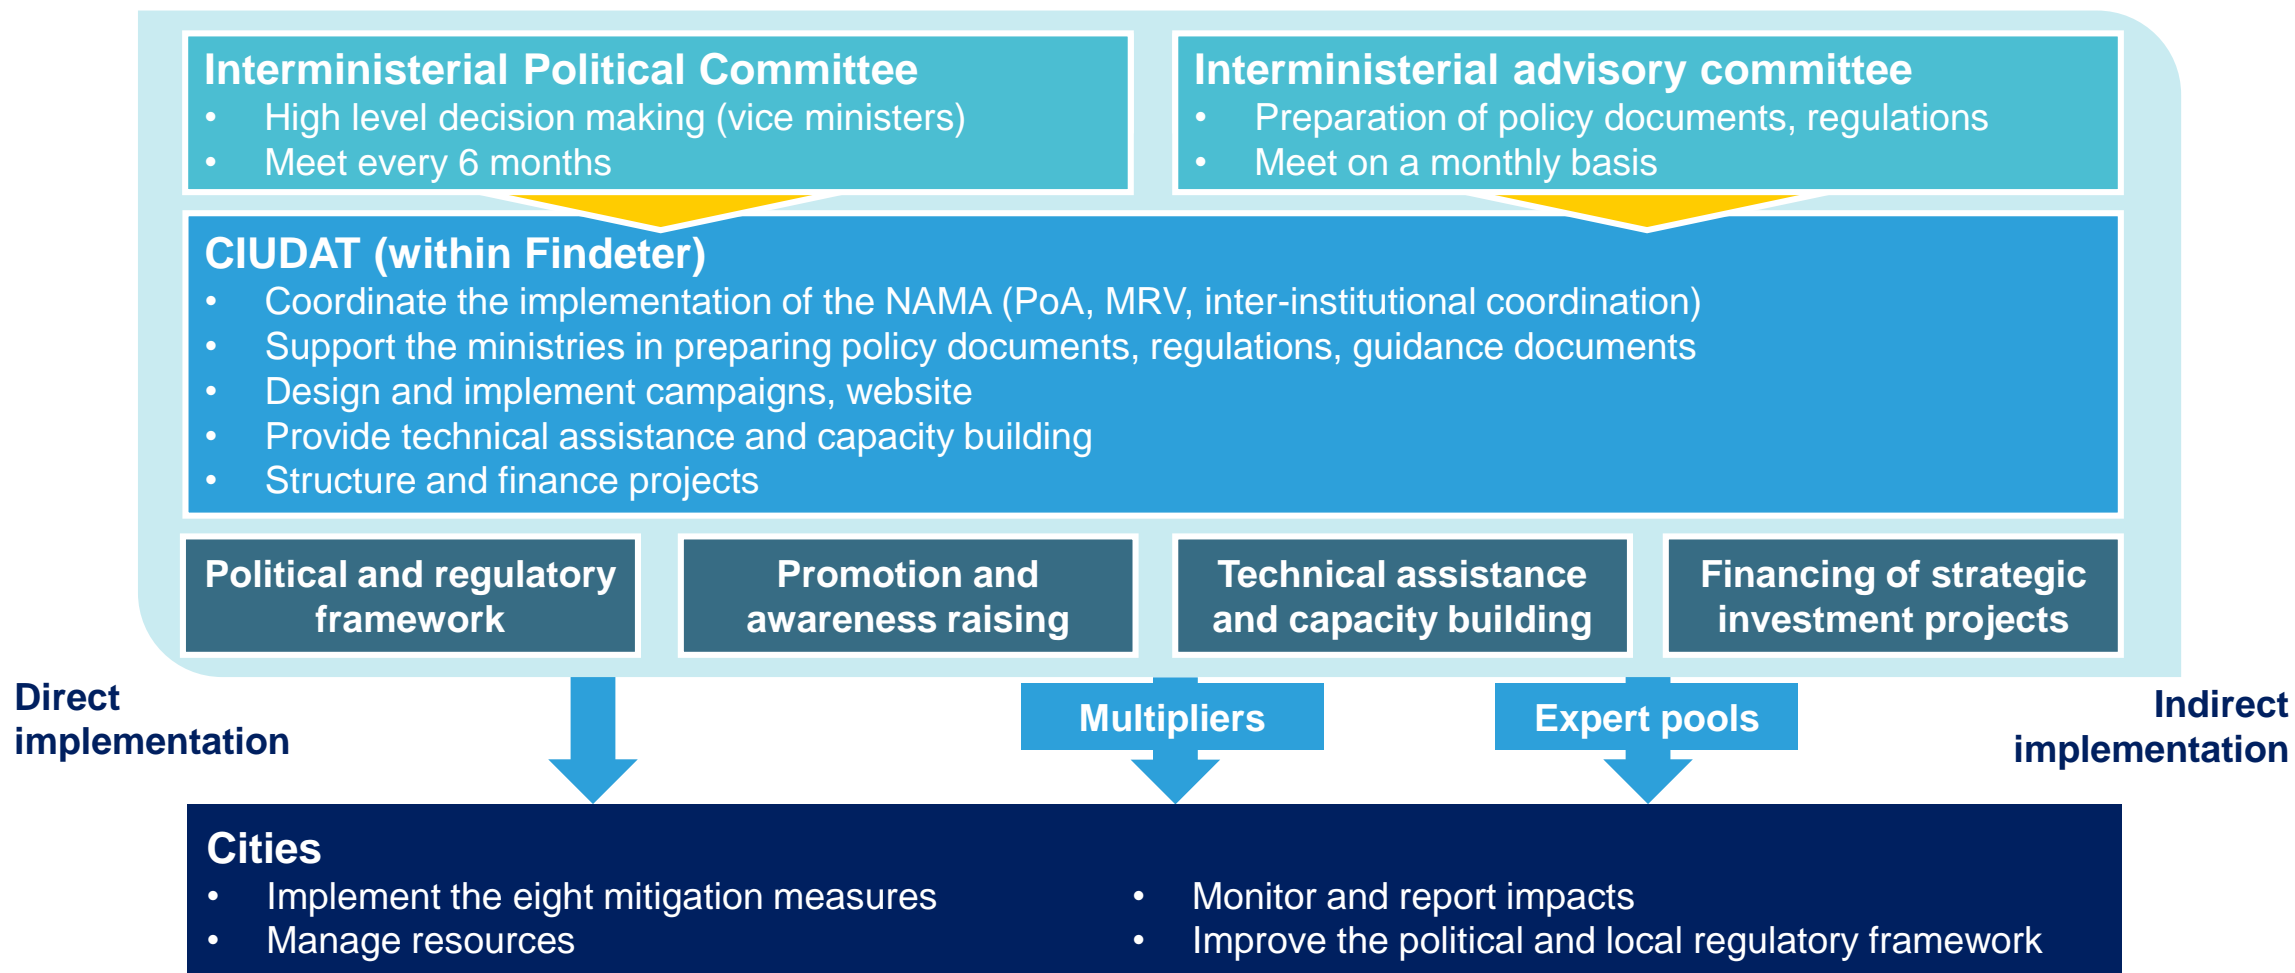 Interministerial Political Committee
• High level decision making (vice ministers)
• Meet every 6 months
Interministerial advisory committee
• Preparation of policy documents, regulations
• Meet on a monthly basis
CIUDAT (within Findeter)
• Coordinate the implementation of the NAMA (PoA, MRV, inter-institutional coordination)
• Support the ministries in preparing policy documents, regulations, guidance documents
• Design and implement campaigns, website
• Provide technical assistance and capacity building
• Structure and finance projects
Political and regulatory
framework
Promotion and
awareness raising
Technical assistance
and capacity building
Financing of strategic
investment projects
Direct
implementation
Multipliers
Expert pools
Indirect
implementation
Cities
• Implement the eight mitigation measures
• Manage resources
• Monitor and report impacts
• Improve the political and local regulatory framework